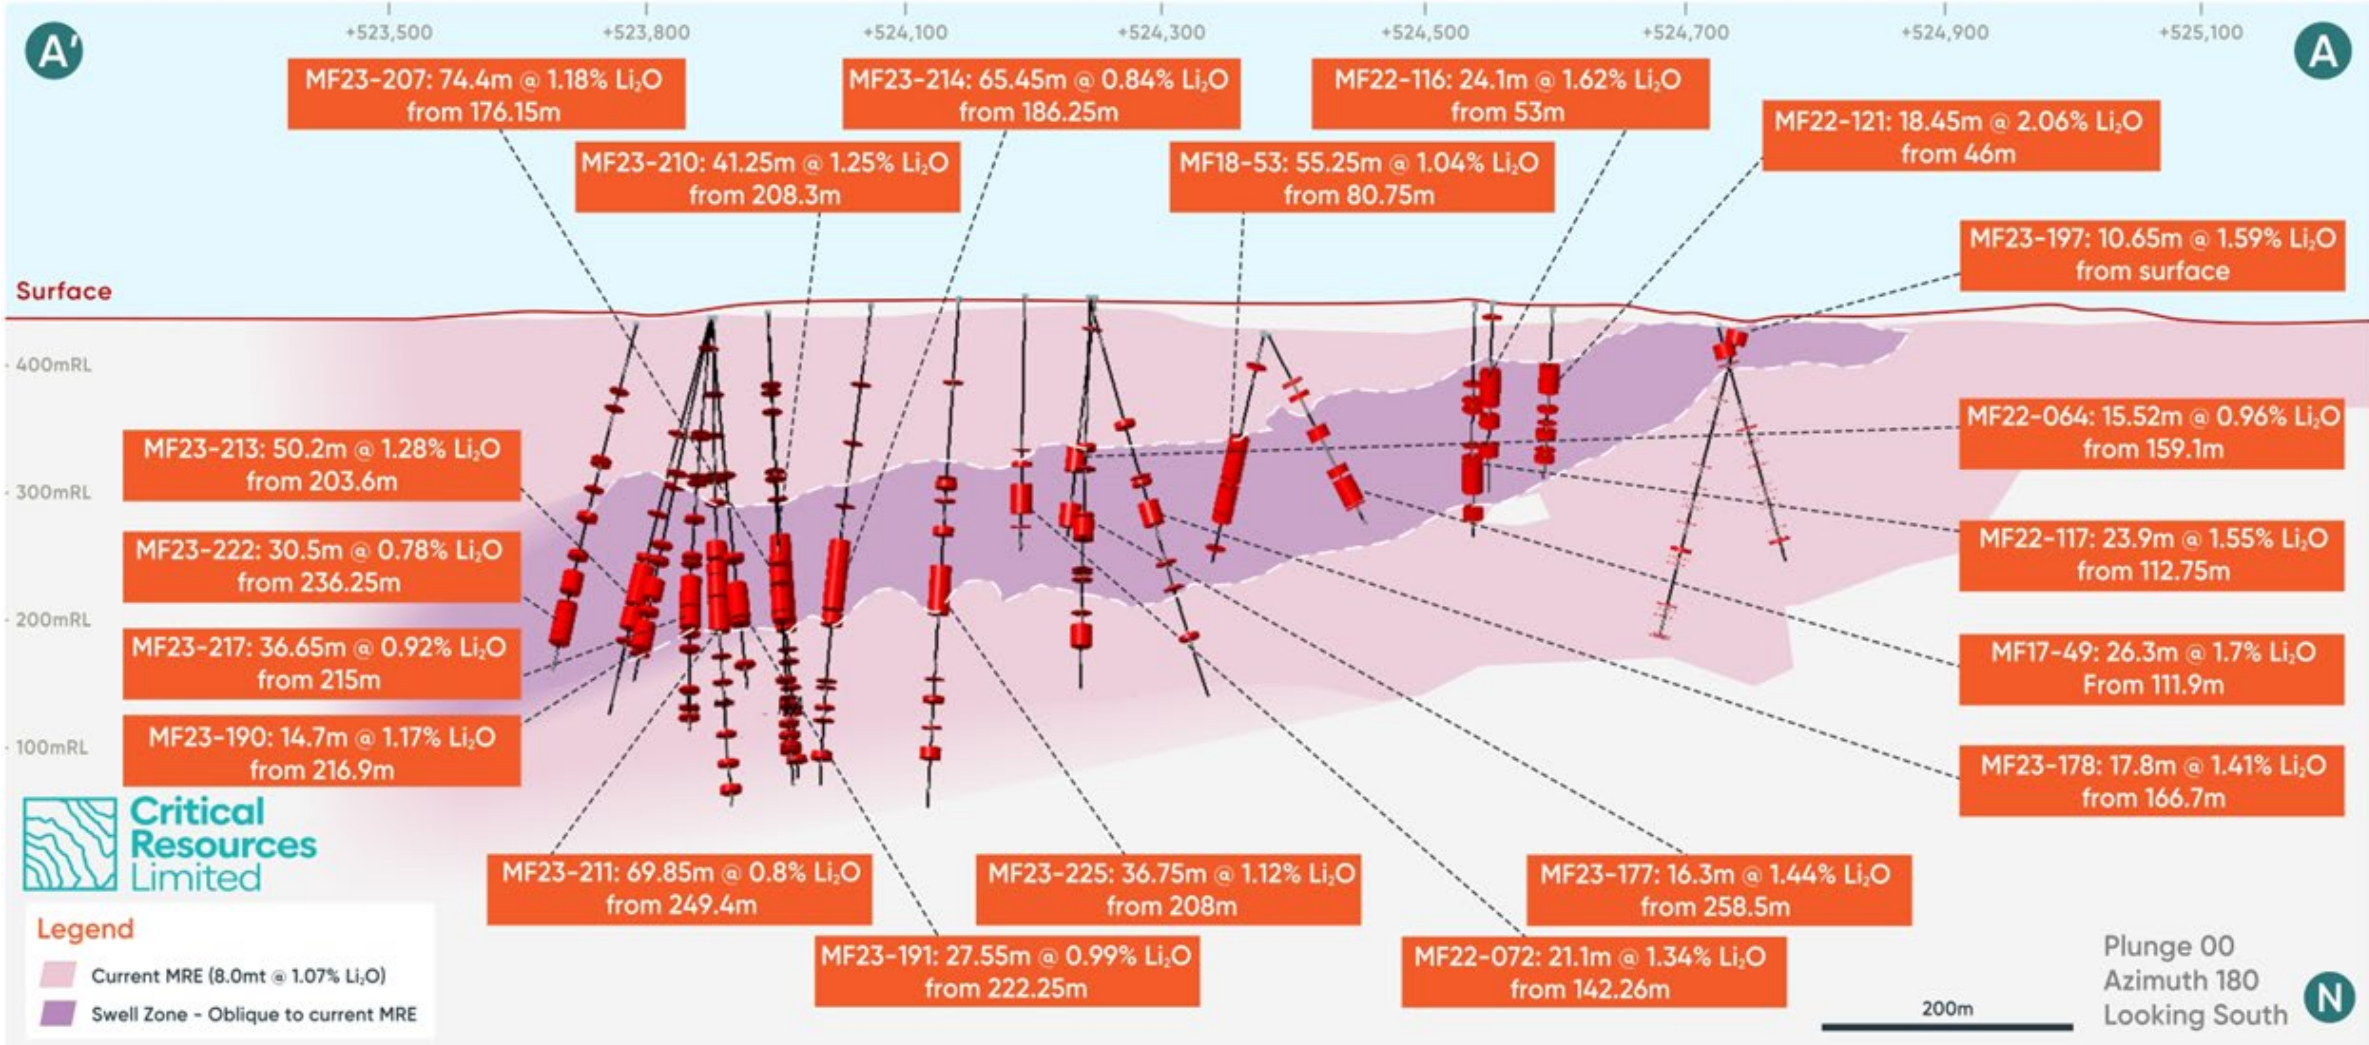 A'
+523,500
+523,800
+524,100
+524,300
+524,500
+524,700
+524,900
+525,100
A
MF23-207: 74.4m @ 1.18% Li₂O
from 176.15m
MF23-214: 65.45m @ 0.84% Li₂O
from 186.25m
MF22-116: 24.1m @ 1.62% Li₂O
from 53m
MF22-121: 18.45m @ 2.06% Li₂O
from 46m
MF23-210: 41.25m @ 1.25% Li₂O
from 208.3m
MF18-53: 55.25m @ 1.04% Li₂O
from 80.75m
MF23-197: 10.65m @ 1.59% Li₂O
from surface
Surface
400mRL
300mRL
200mRL
100mRL
MF23-213: 50.2m @ 1.28% Li₂O
from 203.6m
MF23-222: 30.5m @ 0.78% Li₂O
from 236.25m
MF23-217: 36.65m @ 0.92% Li₂O
from 215m
MF23-190: 14.7m @ 1.17% Li₂O
from 216.9m
MF22-064: 15.52m @ 0.96% Li₂O
from 159.1m
MF22-117: 23.9m @ 1.55% Li₂O
from 112.75m
MF17-49: 26.3m @ 1.7% Li₂O
From 111.9m
MF23-178: 17.8m @ 1.41% Li₂O
from 166.7m
MF23-211: 69.85m @ 0.8% Li₂O
from 249.4m
MF23-225: 36.75m @ 1.12% Li₂O
from 208m
MF23-177: 16.3m @ 1.44% Li₂O
from 258.5m
MF23-191: 27.55m @ 0.99% Li₂O
from 222.25m
MF22-072: 21.1m @ 1.34% Li₂O
from 142.26m
Critical
Resources
Limited
Legend
Current MRE (8.0mt @ 1.07% Li₂O)
Swell Zone - Oblique to current MRE
200m
Plunge 00
Azimuth 180
Looking South
N